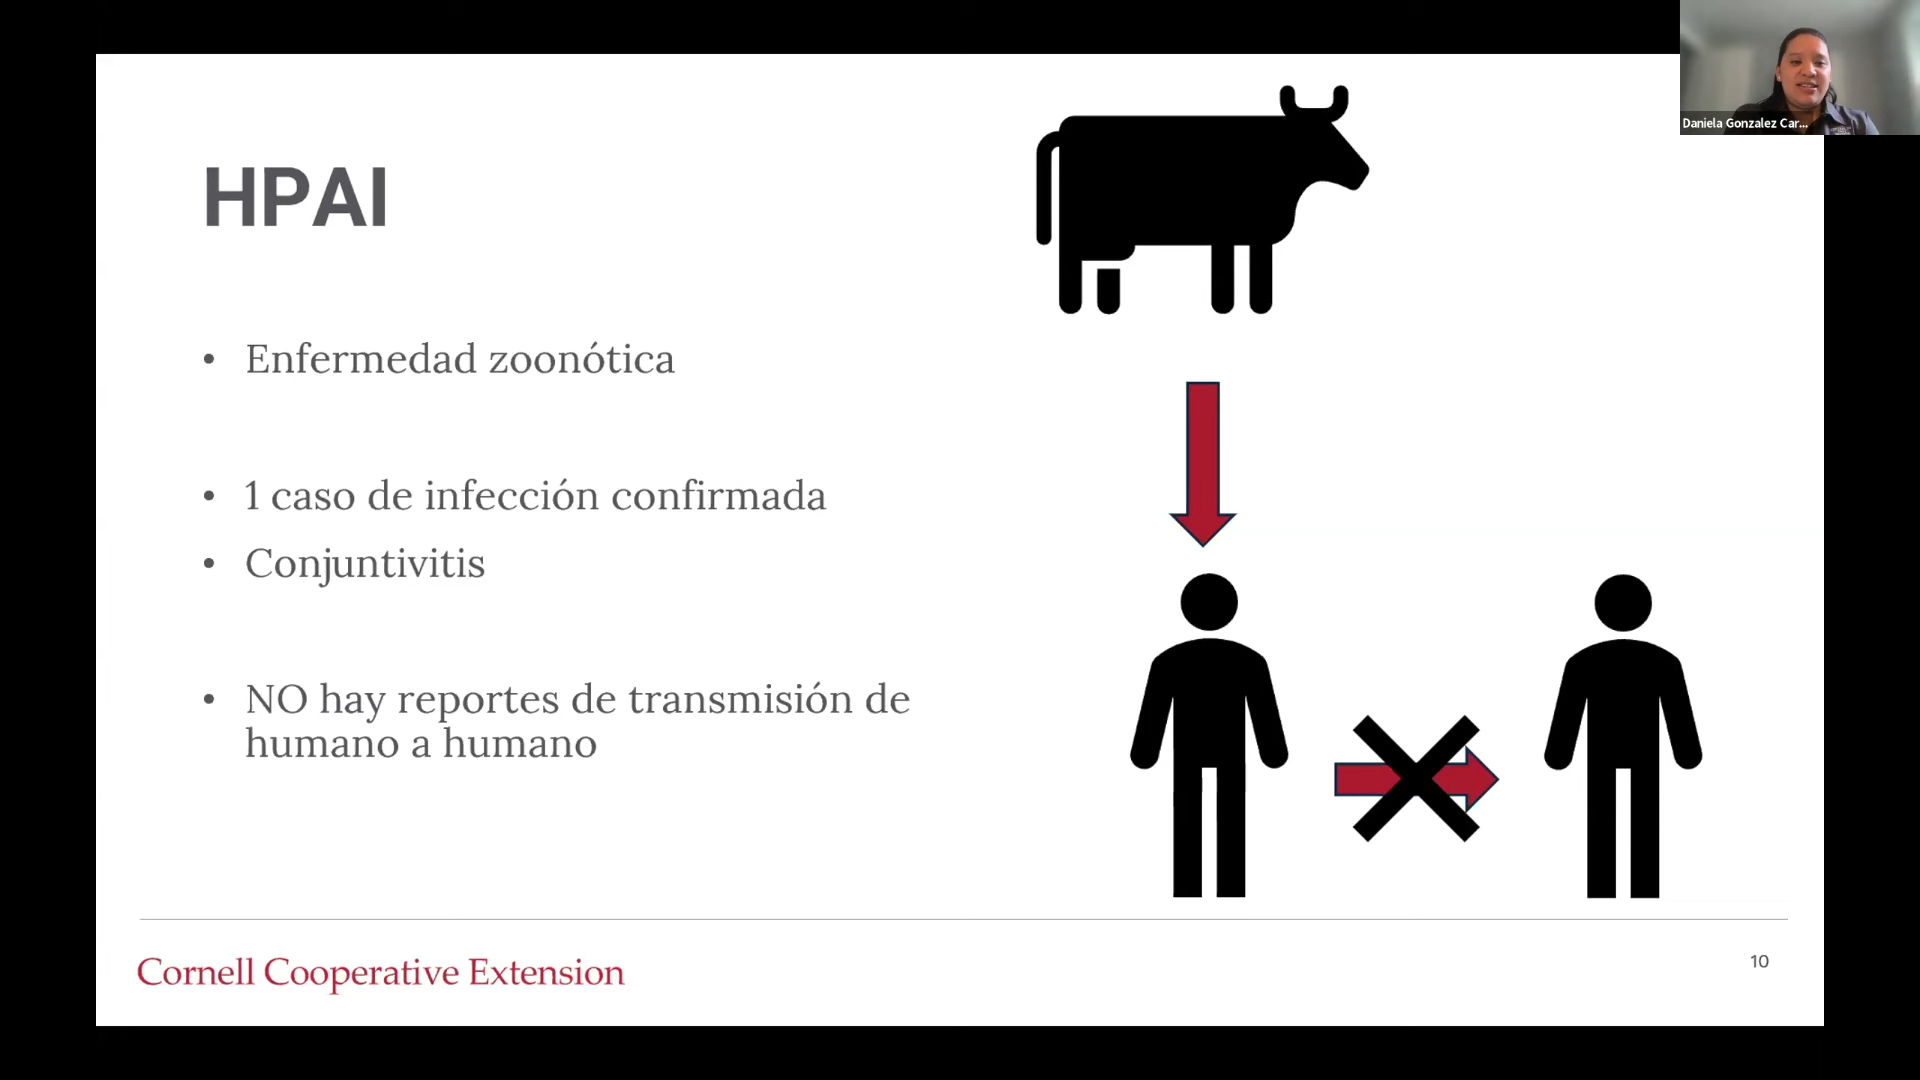 Daniela Gonzalez Car...
HPAI
• Enfermedad zoonótica
• 1 caso de infección confirmada
• Conjuntivitis
• NO hay reportes de transmisión de
humano a humano
Cornell Cooperative Extension
10